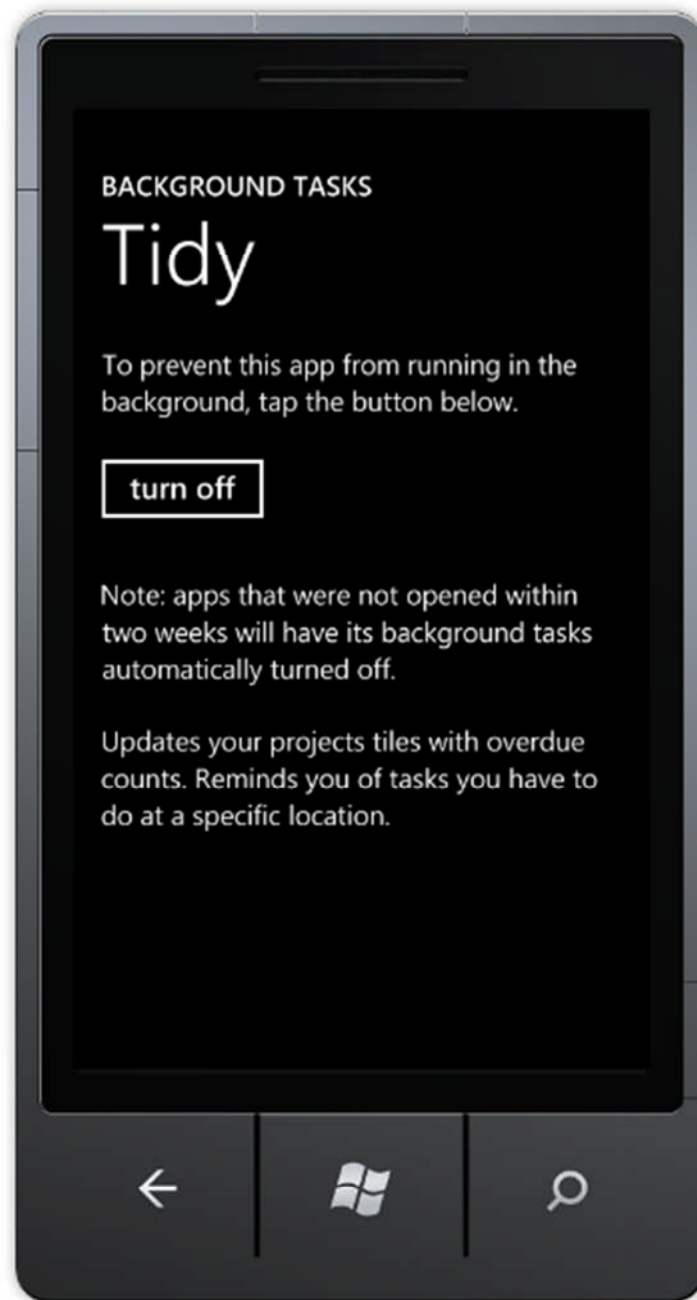 BACKGROUND TASKS
Tidy
To prevent this app from running in the
background, tap the button below.
turn off
Note: apps that were not opened within
two weeks will have its background tasks
automatically turned off.
Updates your projects tiles with overdue
counts. Reminds you of tasks you have to
do at a specific location.